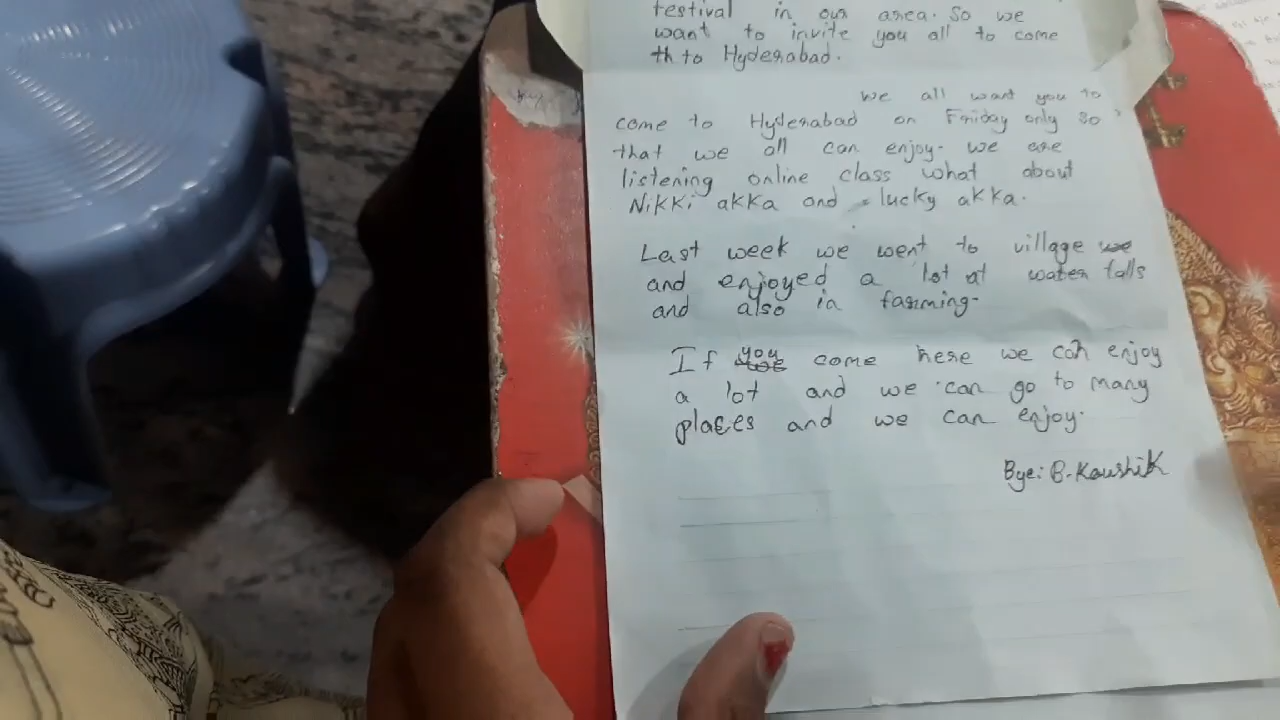 festival in our area. So we
want to invite you all to come
th to Hyderabad.
we all want you to
come to Hyderabad on Friday only so
that we all can enjoy. we are
listening online class what about
Nikki akka and lucky akka.
Last week we went to village we
and enjoyed a lot at water falls
and also in farming.
If you come here we can enjoy
a lot and we can go to many
places and we can enjoy.
Bye: B. Kaushik